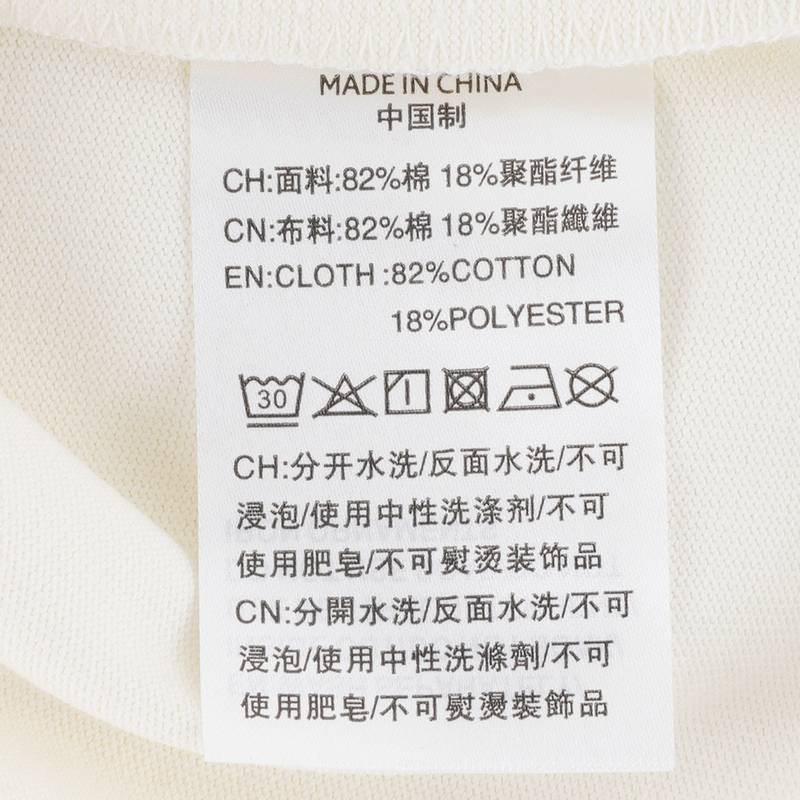 MADE IN CHINA
中国制
CH:面料:82%棉 18%聚酯纤维
CN:布料:82%棉 18%聚酯纖維
EN:CLOTH :82%COTTON
18%POLYESTER
30
CH:分开水洗/反面水洗/不可
浸泡/使用中性洗涤剂/不可
使用肥皂/不可熨烫装饰品
CN:分開水洗/反面水洗/不可
浸泡/使用中性洗滌劑/不可
使用肥皂/不可熨燙裝飾品